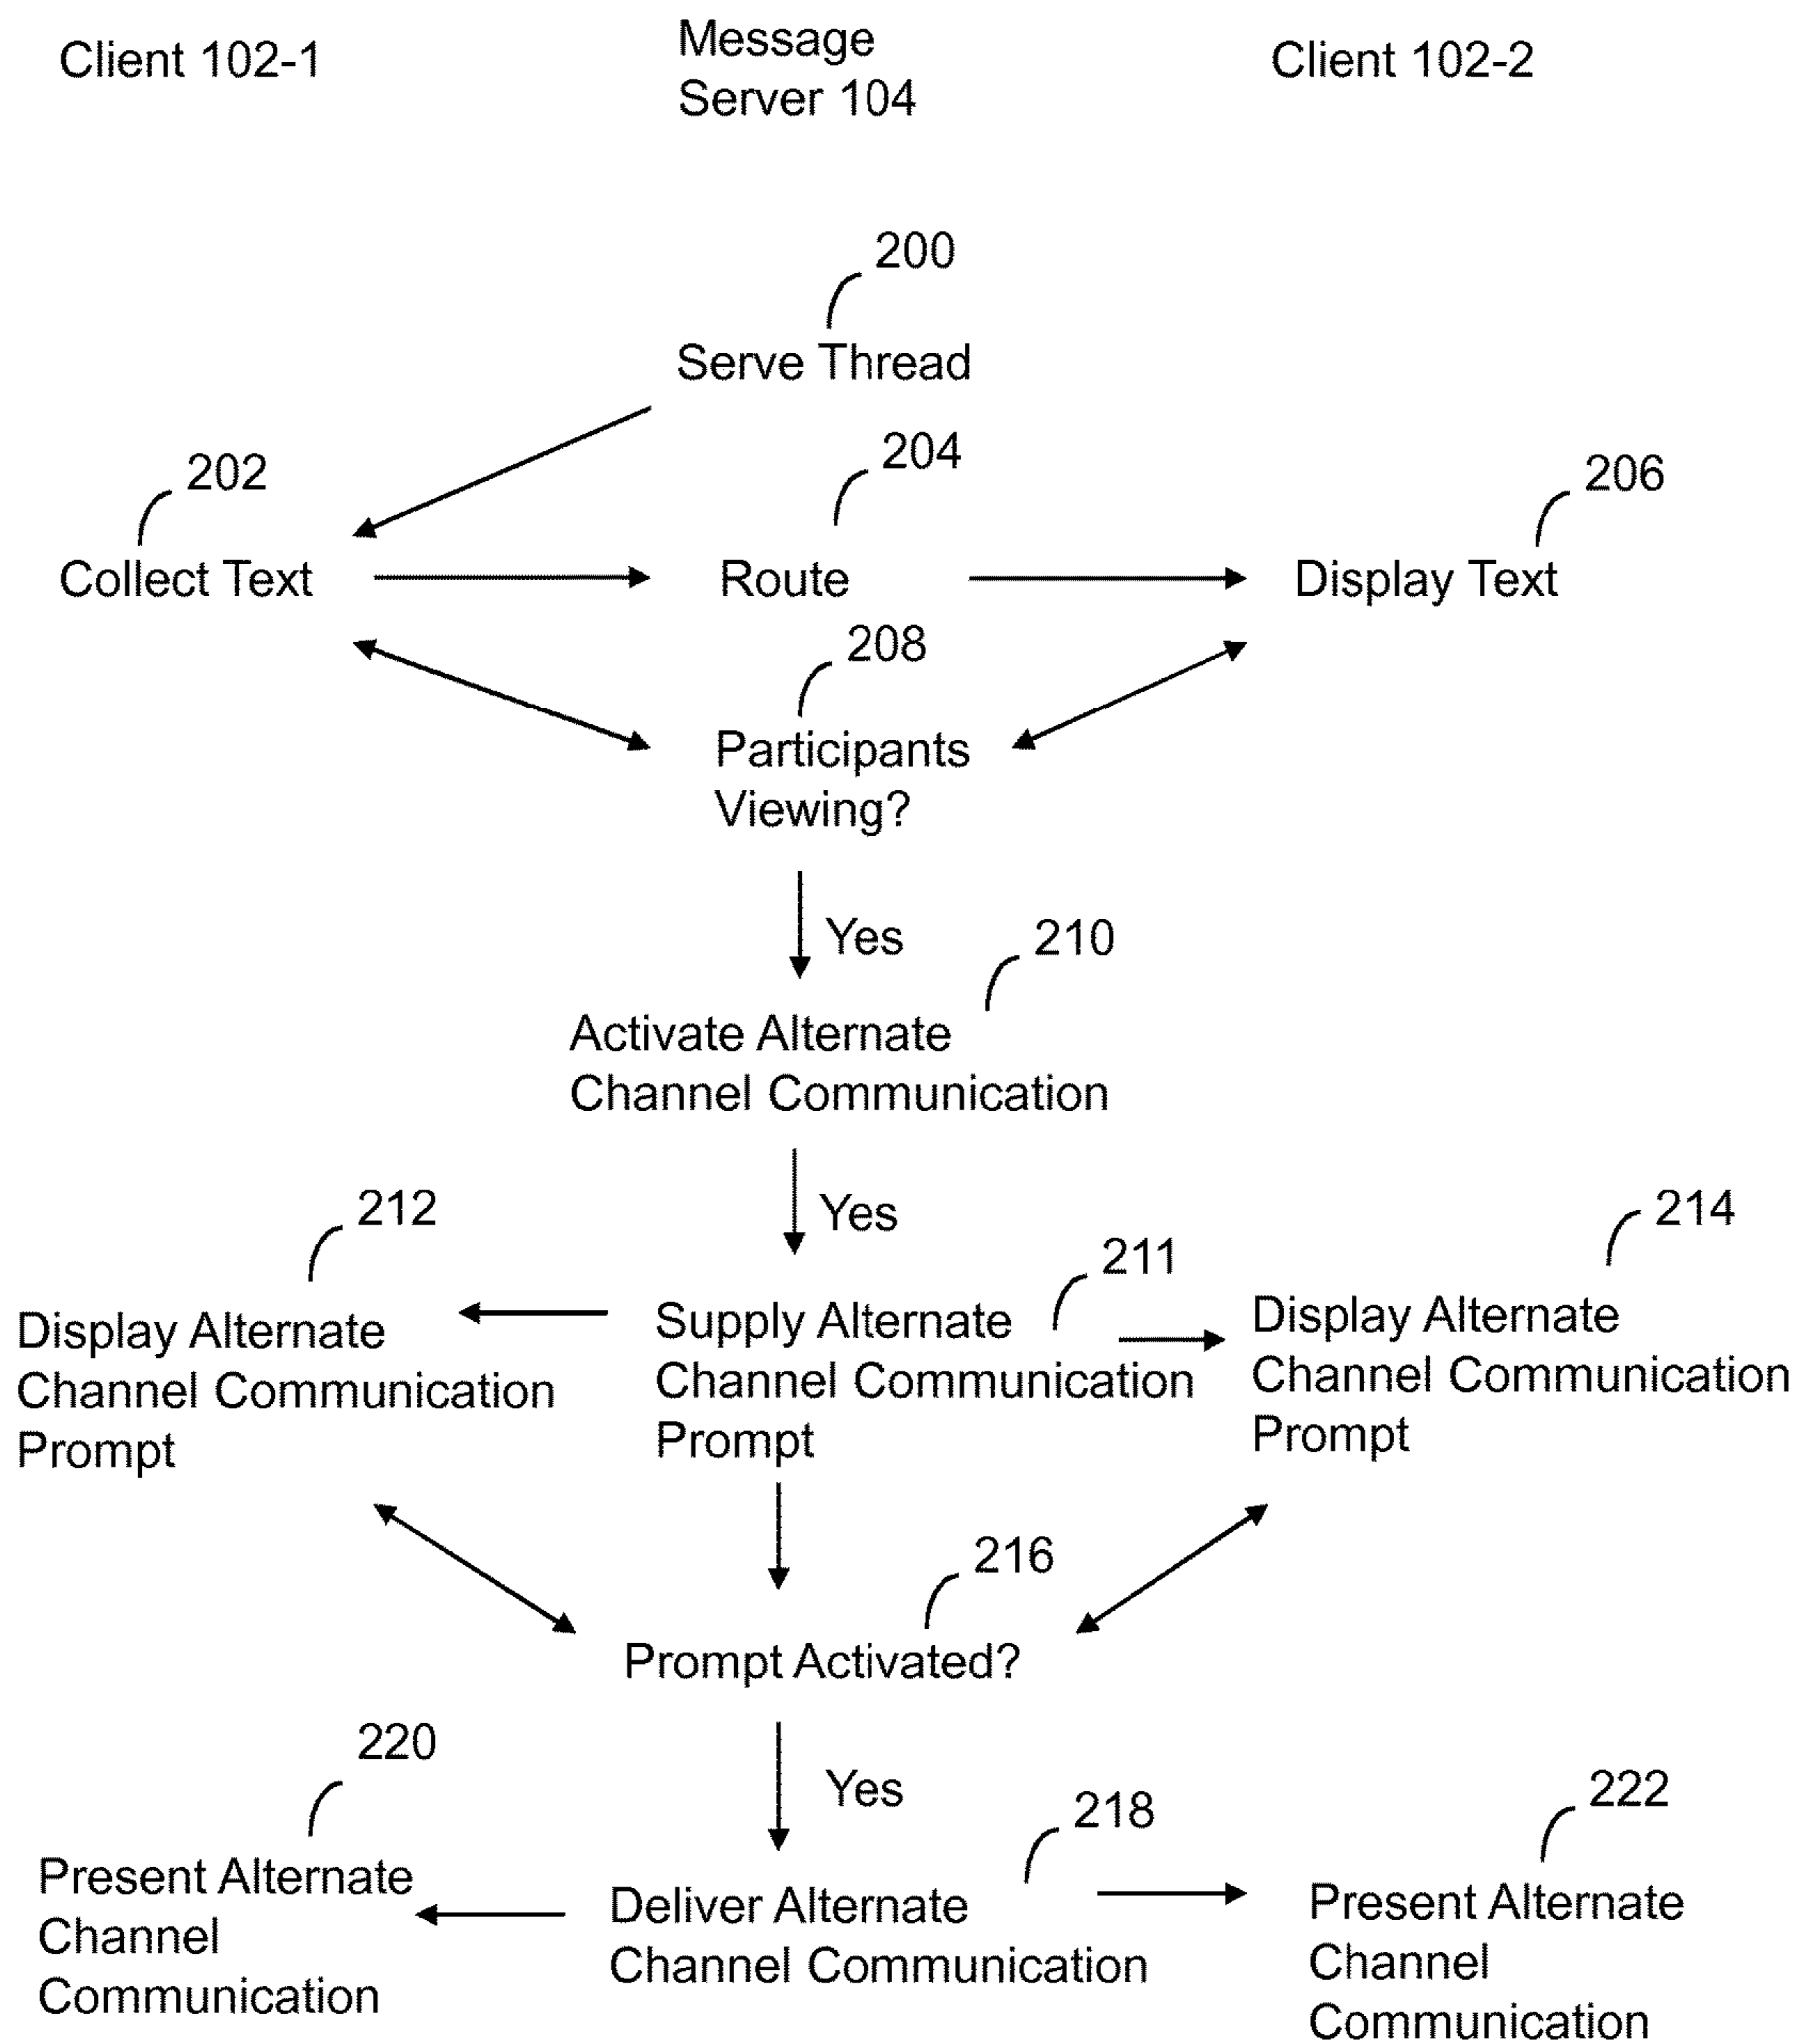 Client 102-1
Message
Server 104
Client 102-2
200
Serve Thread
202
204
206
Collect Text
Route
Display Text
208
Participants
Viewing?
Yes
210
Activate Alternate
Channel Communication
Yes
212
211
214
Display Alternate
Channel Communication
Prompt
Supply Alternate
Channel Communication
Prompt
Display Alternate
Channel Communication
Prompt
216
Prompt Activated?
Yes
220
218
222
Present Alternate
Channel
Communication
Deliver Alternate
Channel Communication
Present Alternate
Channel
Communication